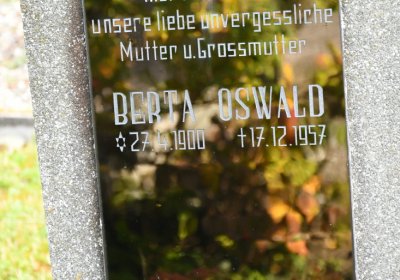 unsere liebe unvergessliche
Mutter u. Grossmutter
BERTA OSWALD
✡ 27.4.1900 ✝17.12.1957